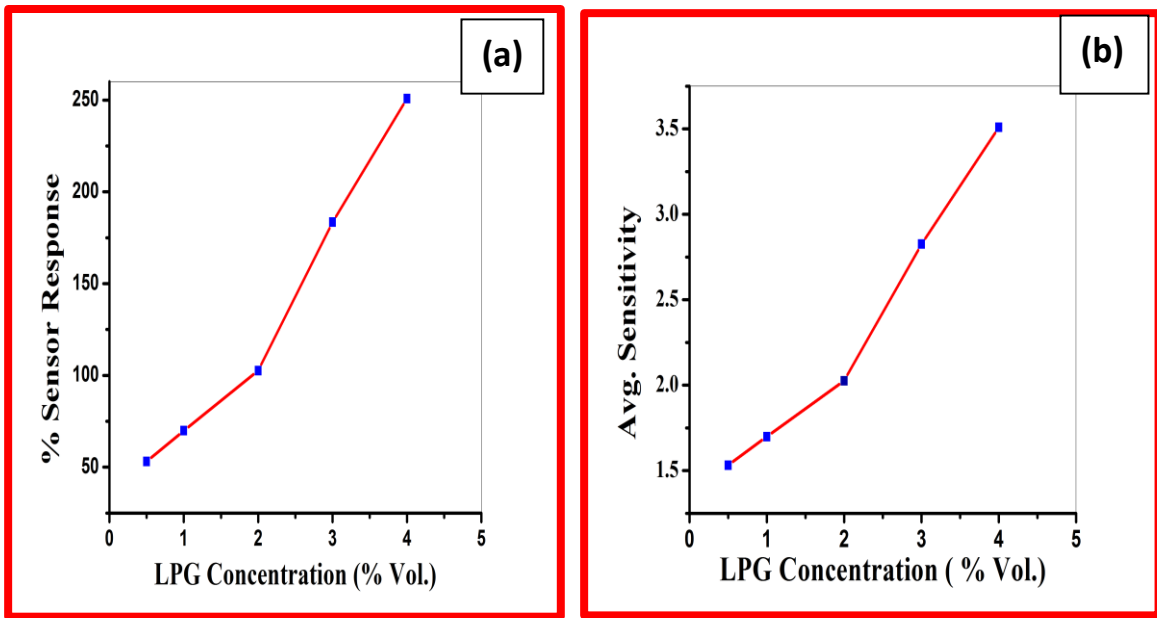 (a)
250
200
150
100
50
0 1 2 3 4 5
% Sensor Response
LPG Concentration (% Vol.)
(b)
3.5
3.0
2.5
2.0
1.5
0 1 2 3 4 5
Avg. Sensitivity
LPG Concentration ( % Vol.)